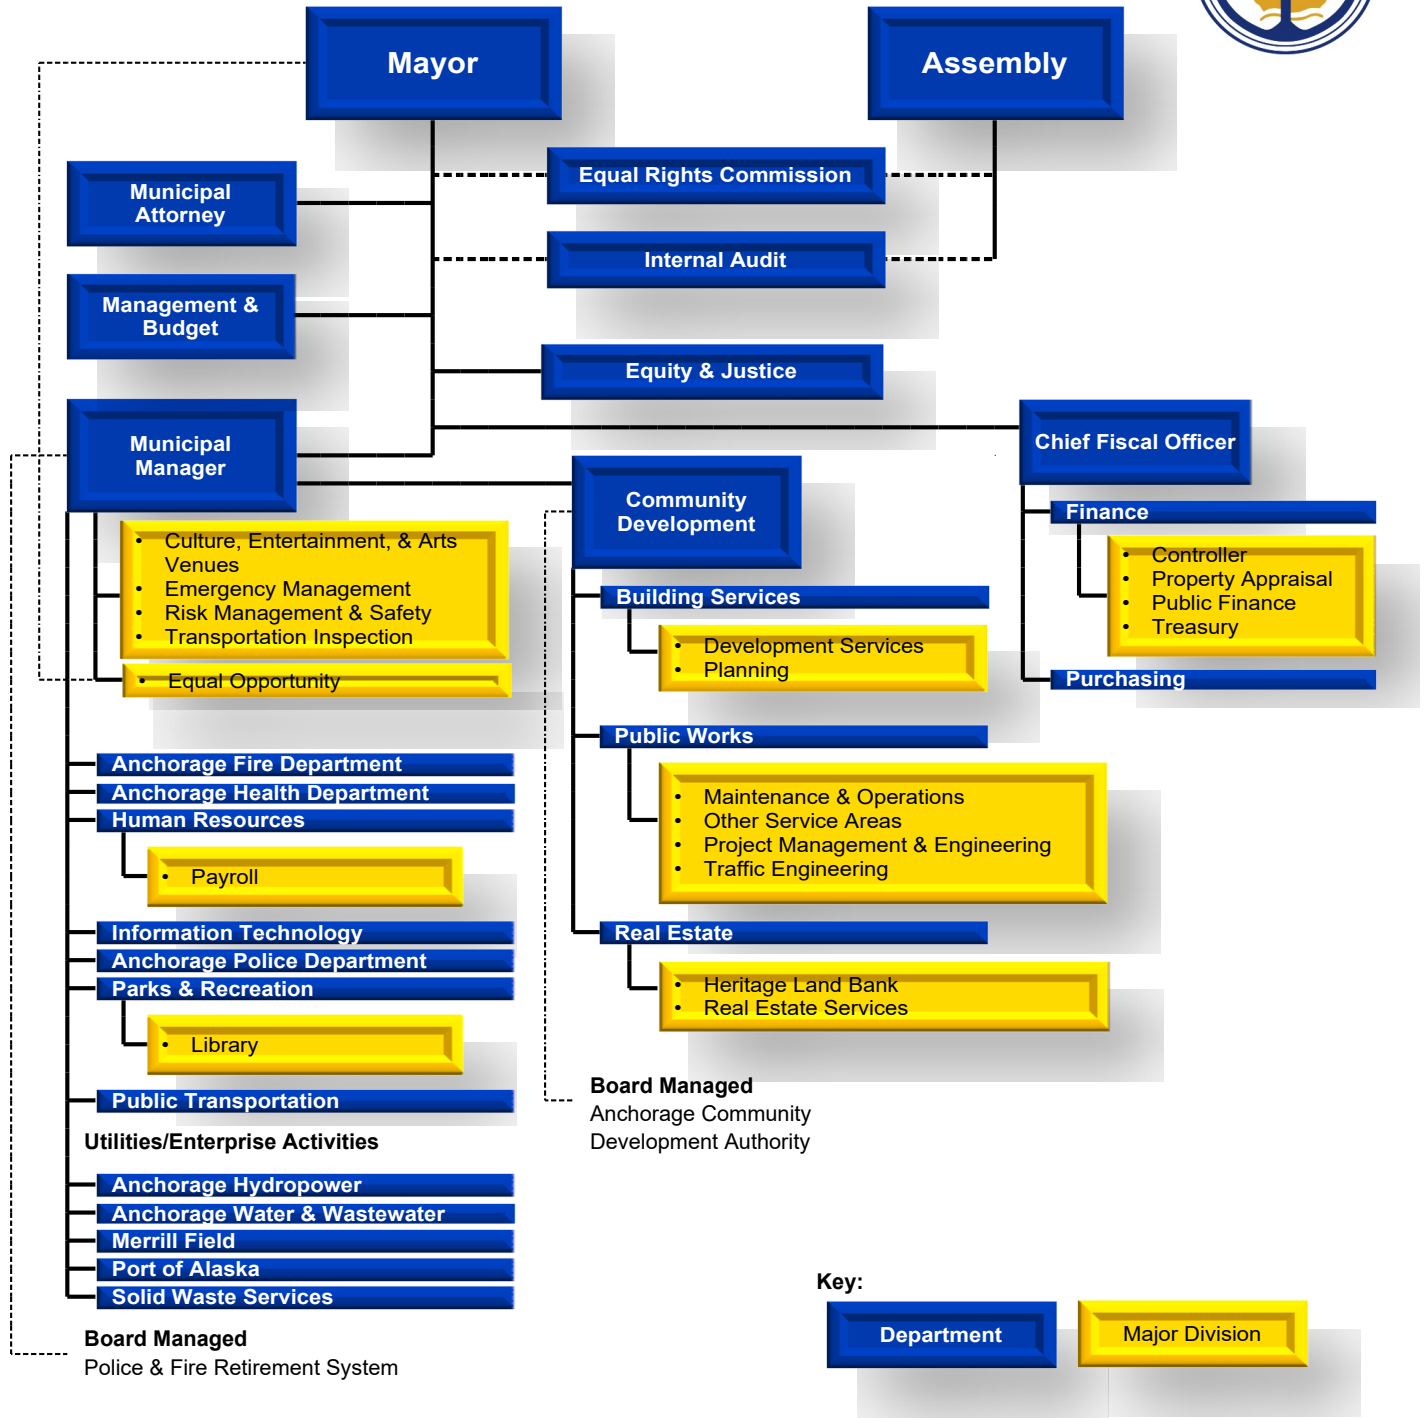 Mayor
Assembly
Equal Rights Commission
Municipal
Attorney
Internal Audit
Management &
Budget
Equity & Justice
Municipal
Manager
Chief Fiscal Officer
Community
Development
Finance
• Controller
• Property Appraisal
• Public Finance
• Treasury
Purchasing
• Culture, Entertainment, & Arts
Venues
• Emergency Management
• Risk Management & Safety
• Transportation Inspection
• Equal Opportunity
Building Services
• Development Services
• Planning
Public Works
• Maintenance & Operations
• Other Service Areas
• Project Management & Engineering
• Traffic Engineering
Real Estate
• Heritage Land Bank
• Real Estate Services
Board Managed
Anchorage Community
Development Authority
Anchorage Fire Department
Anchorage Health Department
Human Resources
• Payroll
Information Technology
Anchorage Police Department
Parks & Recreation
• Library
Public Transportation
Utilities/Enterprise Activities
Anchorage Hydropower
Anchorage Water & Wastewater
Merrill Field
Port of Alaska
Solid Waste Services
Board Managed
Police & Fire Retirement System
Key:
Department
Major Division